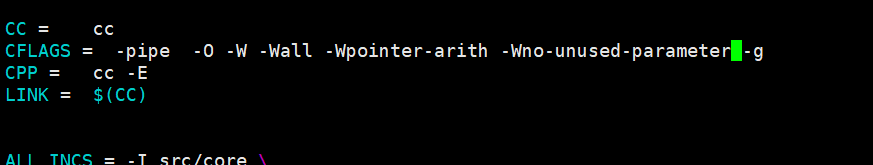 CC =    cc
CFLAGS =  -pipe  -O -W -Wall -Wpointer-arith -Wno-unused-parameter -g
CPP =   cc -E
LINK =  $(CC)
ALL_INCS = -I src/core \